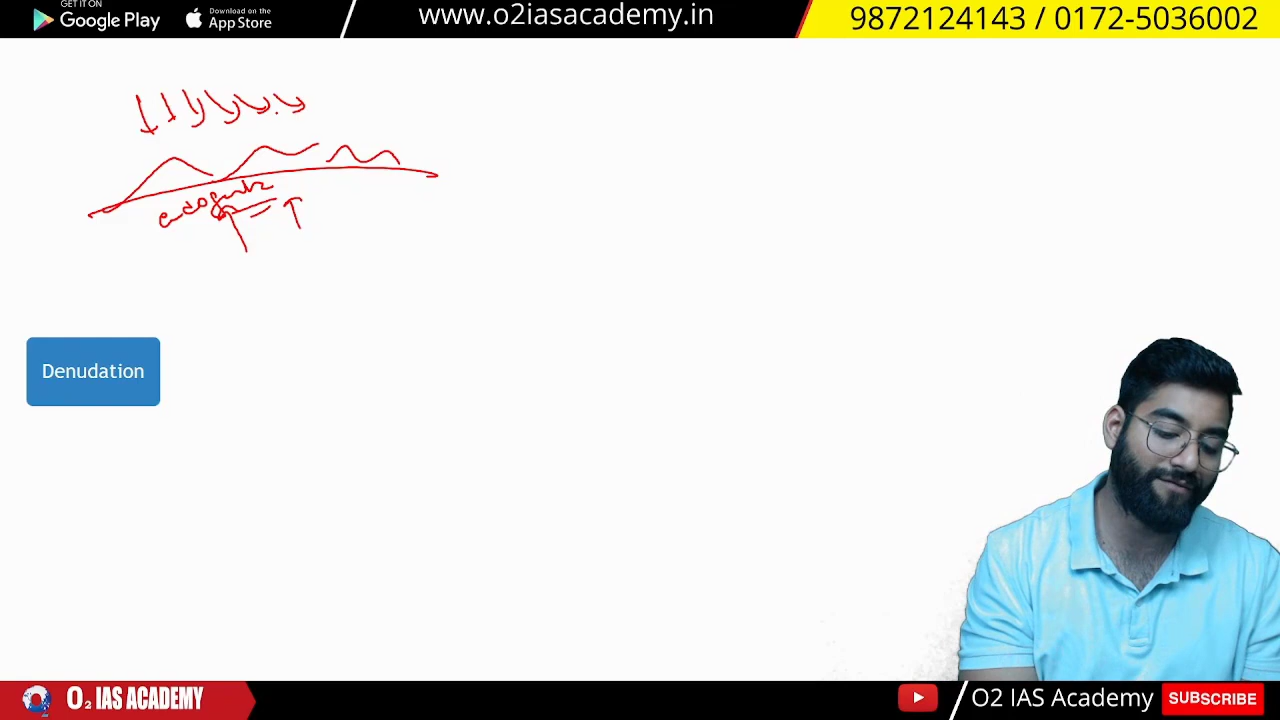 GET IT ON
Google Play
Download on the
App Store
www.o2iasacademy.in
9872124143 / 0172-5036002
Denudation
O2 IAS ACADEMY
O2 IAS Academy
SUBSCRIBE